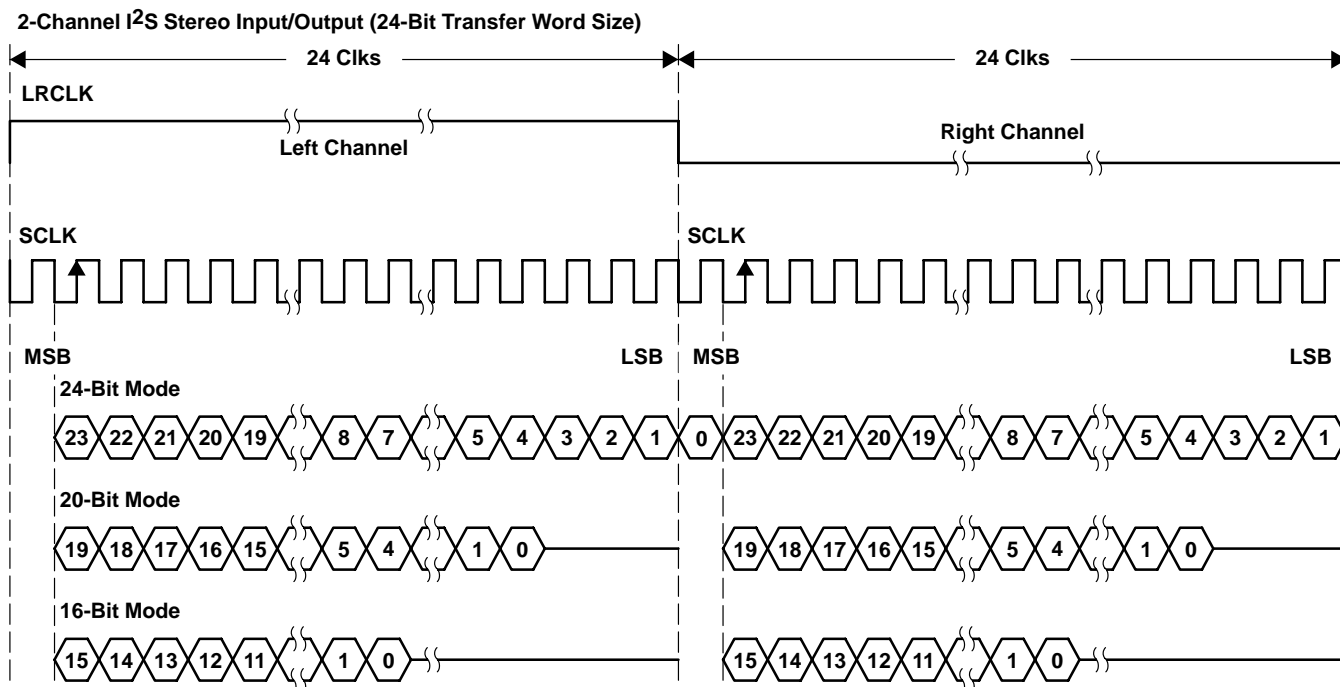 2-Channel I2S Stereo Input/Output (24-Bit Transfer Word Size)
24 Clks 24 Clks
LRCLK
Left Channel Right Channel
SCLK SCLK
MSB LSB MSB LSB
24-Bit Mode
23 22 21 20 19 8 7 5 4 3 2 1 0 23 22 21 20 19 8 7 5 4 3 2 1
20-Bit Mode
19 18 17 16 15 5 4 1 0 19 18 17 16 15 5 4 1 0
16-Bit Mode
15 14 13 12 11 1 0 15 14 13 12 11 1 0